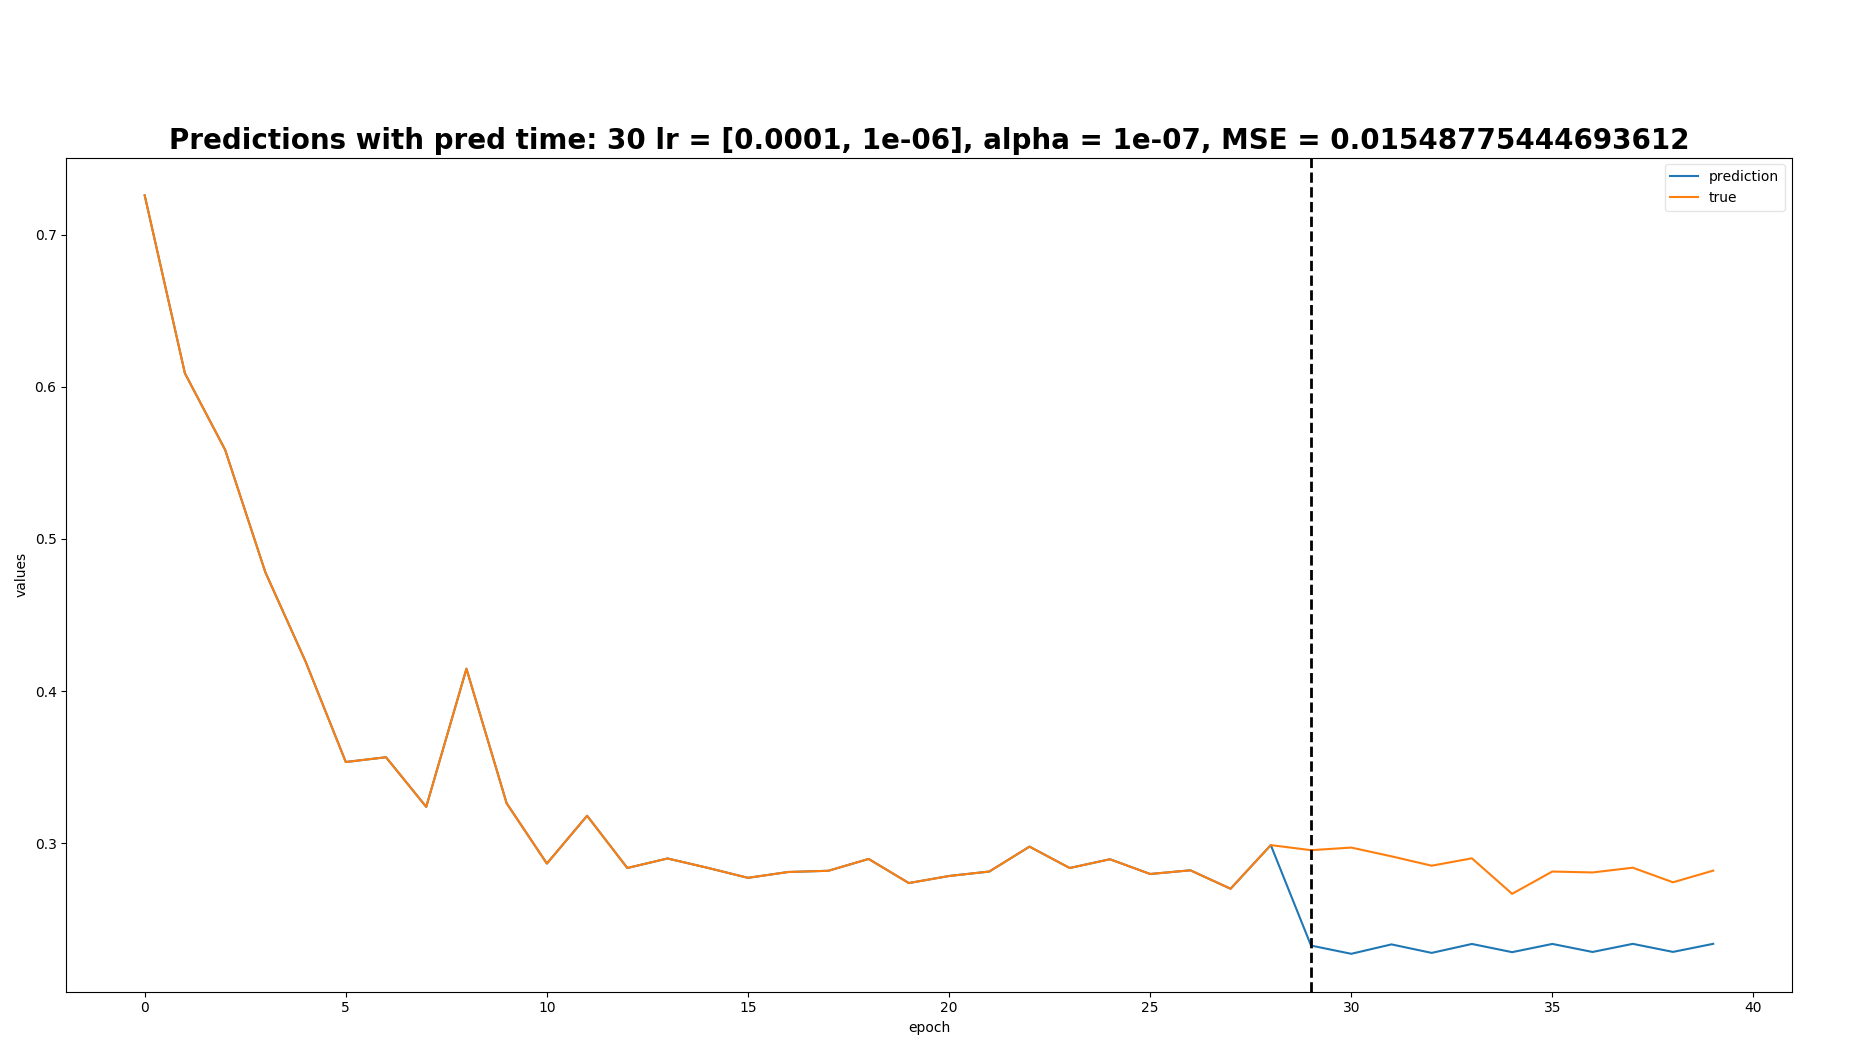 Predictions with pred time: 30 lr = [0.0001, 1e-06], alpha = 1e-07, MSE = 0.01548775444693612
prediction
true
0.7
0.6
0.5
0.4
0.3
values
0 5 10 15 20 25 30 35 40
epoch